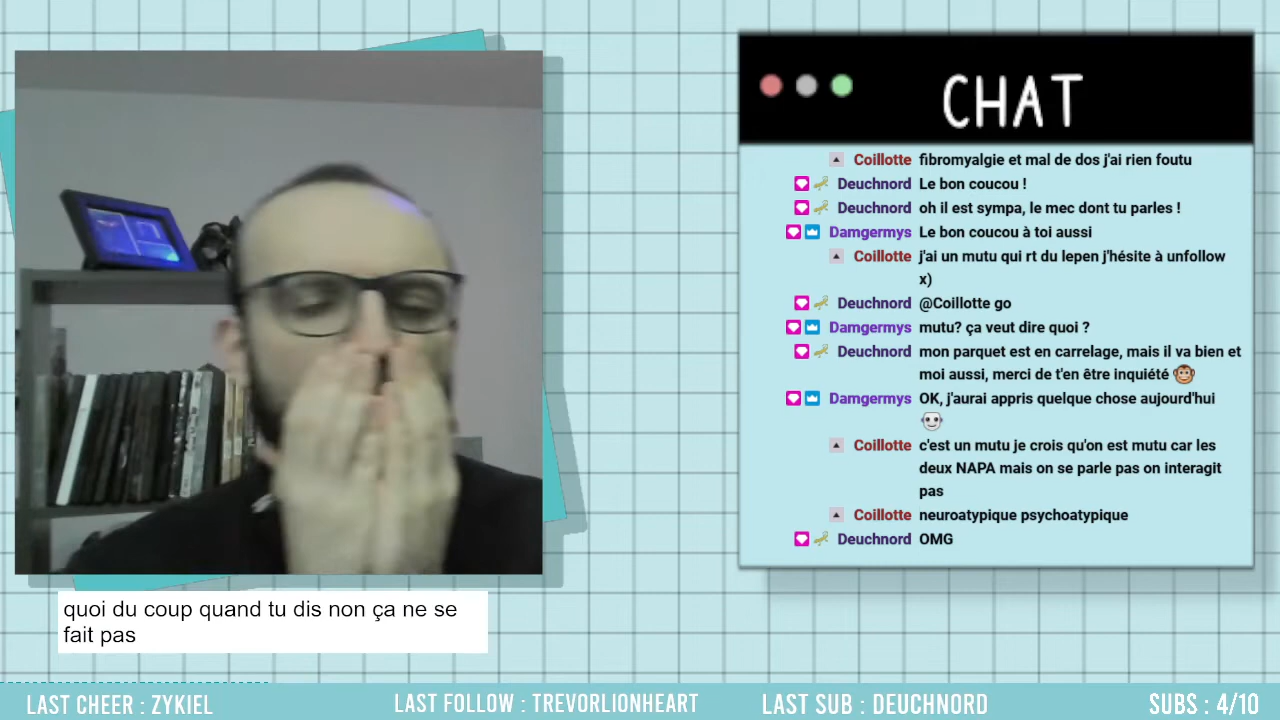 CHAT
Coillotte fibromyalgie et mal de dos j'ai rien foutu
Deuchnord Le bon coucou !
Deuchnord oh il est sympa, le mec dont tu parles !
Damgermys Le bon coucou à toi aussi
Coillotte j'ai un mutu qui rt du lepen j'hésite à unfollow
x)
Deuchnord @Coillotte go
Damgermys mutu? ça veut dire quoi ?
Deuchnord mon parquet est en carrelage, mais il va bien et
moi aussi, merci de t'en être inquiété 🐵
Damgermys OK, j'aurai appris quelque chose aujourd'hui
Coillotte c'est un mutu je crois qu'on est mutu car les
deux NAPA mais on se parle pas on interagit
pas
Coillotte neuroatypique psychoatypique
Deuchnord OMG
quoi du coup quand tu dis non ça ne se
fait pas
LAST CHEER : ZYKIEL
LAST FOLLOW : TREVORLIONHEART
LAST SUB : DEUCHNORD
SUBS : 4/10